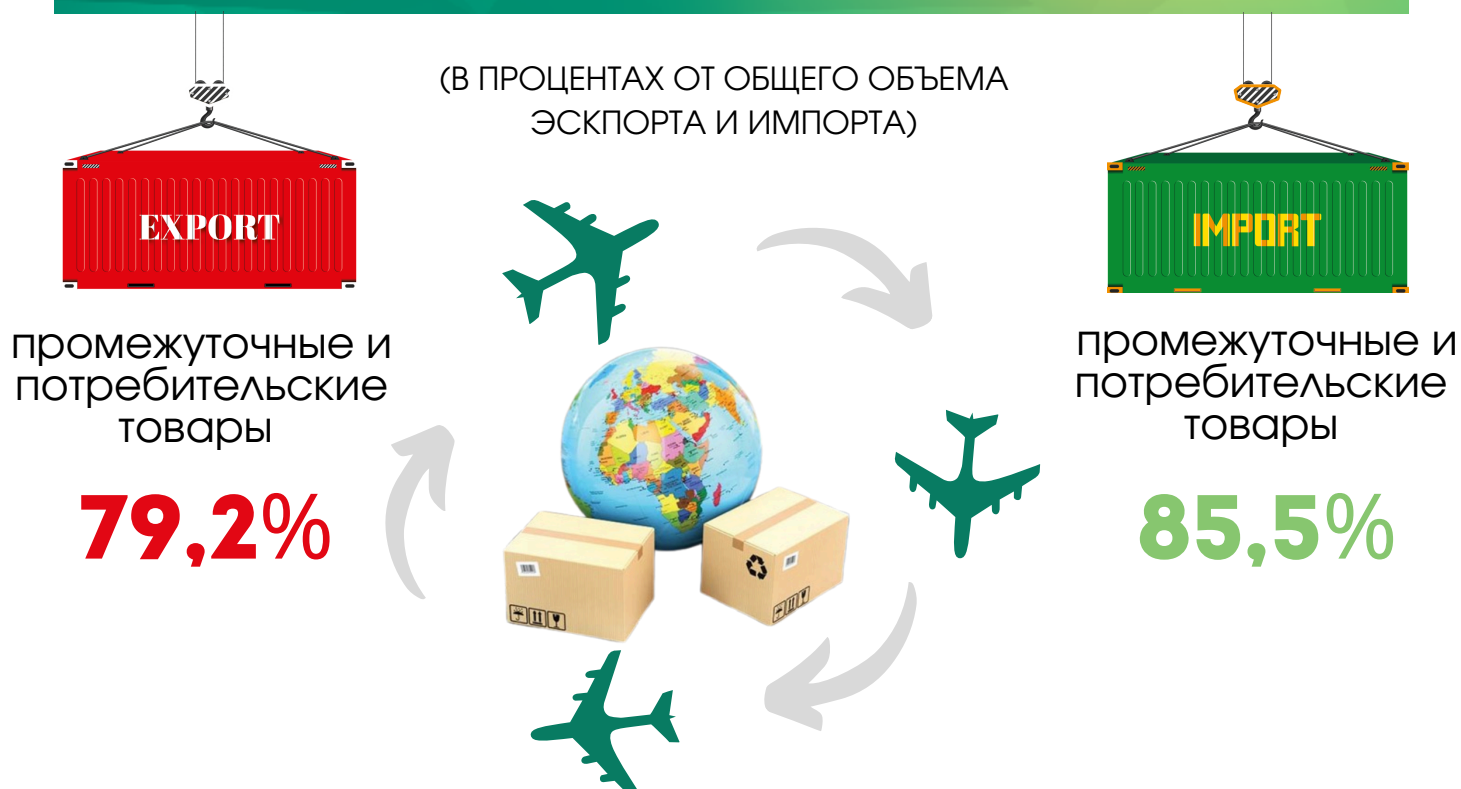 (В ПРОЦЕНТАХ ОТ ОБЩЕГО ОБЪЕМА
ЭСКПОРТА И ИМПОРТА)
EXPORT
промежуточные и
потребительские
товары
79,2%
IMPORT
промежуточные и
потребительские
товары
85,5%